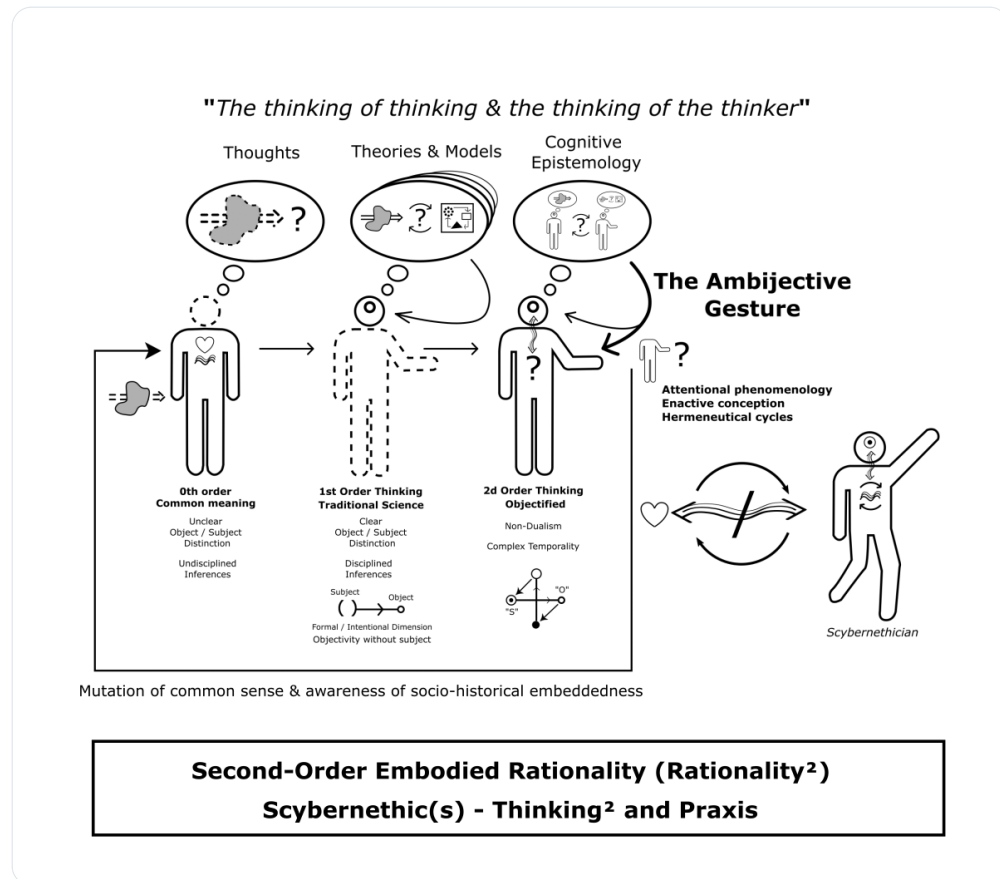 "The thinking of thinking & the thinking of the thinker"
Thoughts
Theories & Models
Cognitive
Epistemology
?
?
?
The Ambijective
Gesture
?
?
Attentional phenomenology
Enactive conception
Hermeneutical cycles
0th order
Common meaning
Unclear
Object / Subject
Distinction
Undisciplined
Inferences
1st Order Thinking
Traditional Science
Clear
Object / Subject
Distinction
Disciplined
Inferences
Subject
Object
Formal / Intentional Dimension
Objectivity without subject
2d Order Thinking
Objectified
Non-Dualism
Complex Temporality
"O"
"S"
Scybernethician
Mutation of common sense & awareness of socio-historical embeddedness
Second-Order Embodied Rationality (Rationality²)
Scybernethic(s) - Thinking² and Praxis